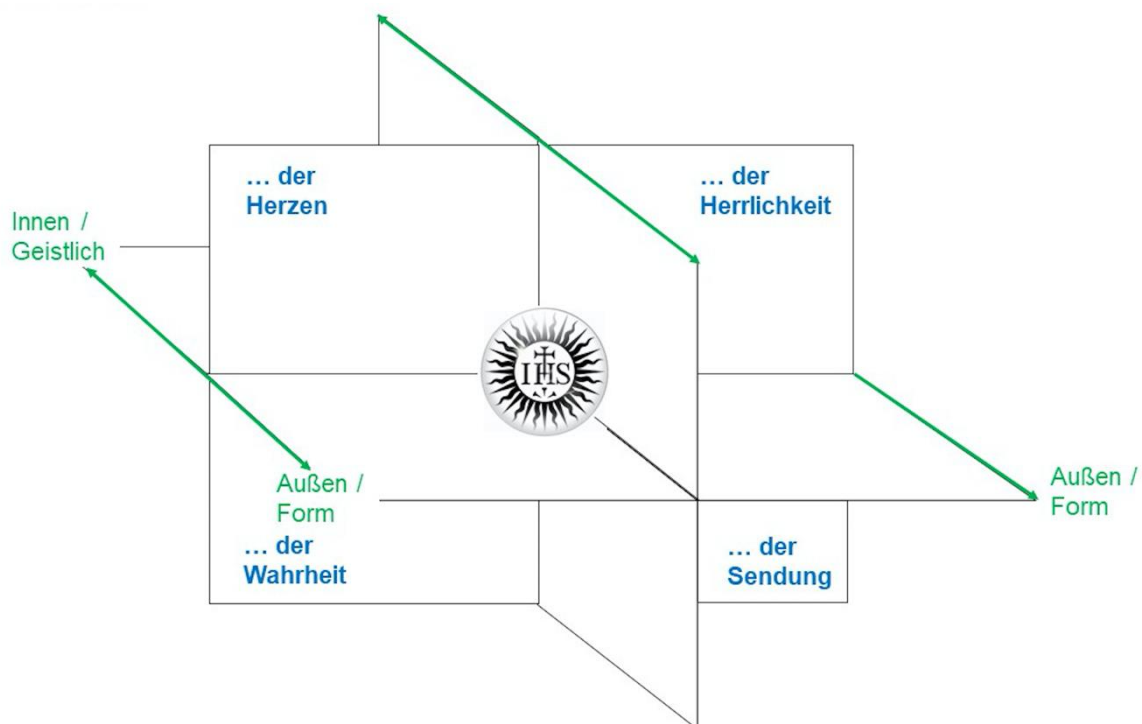 … der
Herzen
… der
Herrlichkeit
Innen /
Geistlich
IHS
Außen /
Form
Außen /
Form
… der
Wahrheit
… der
Sendung